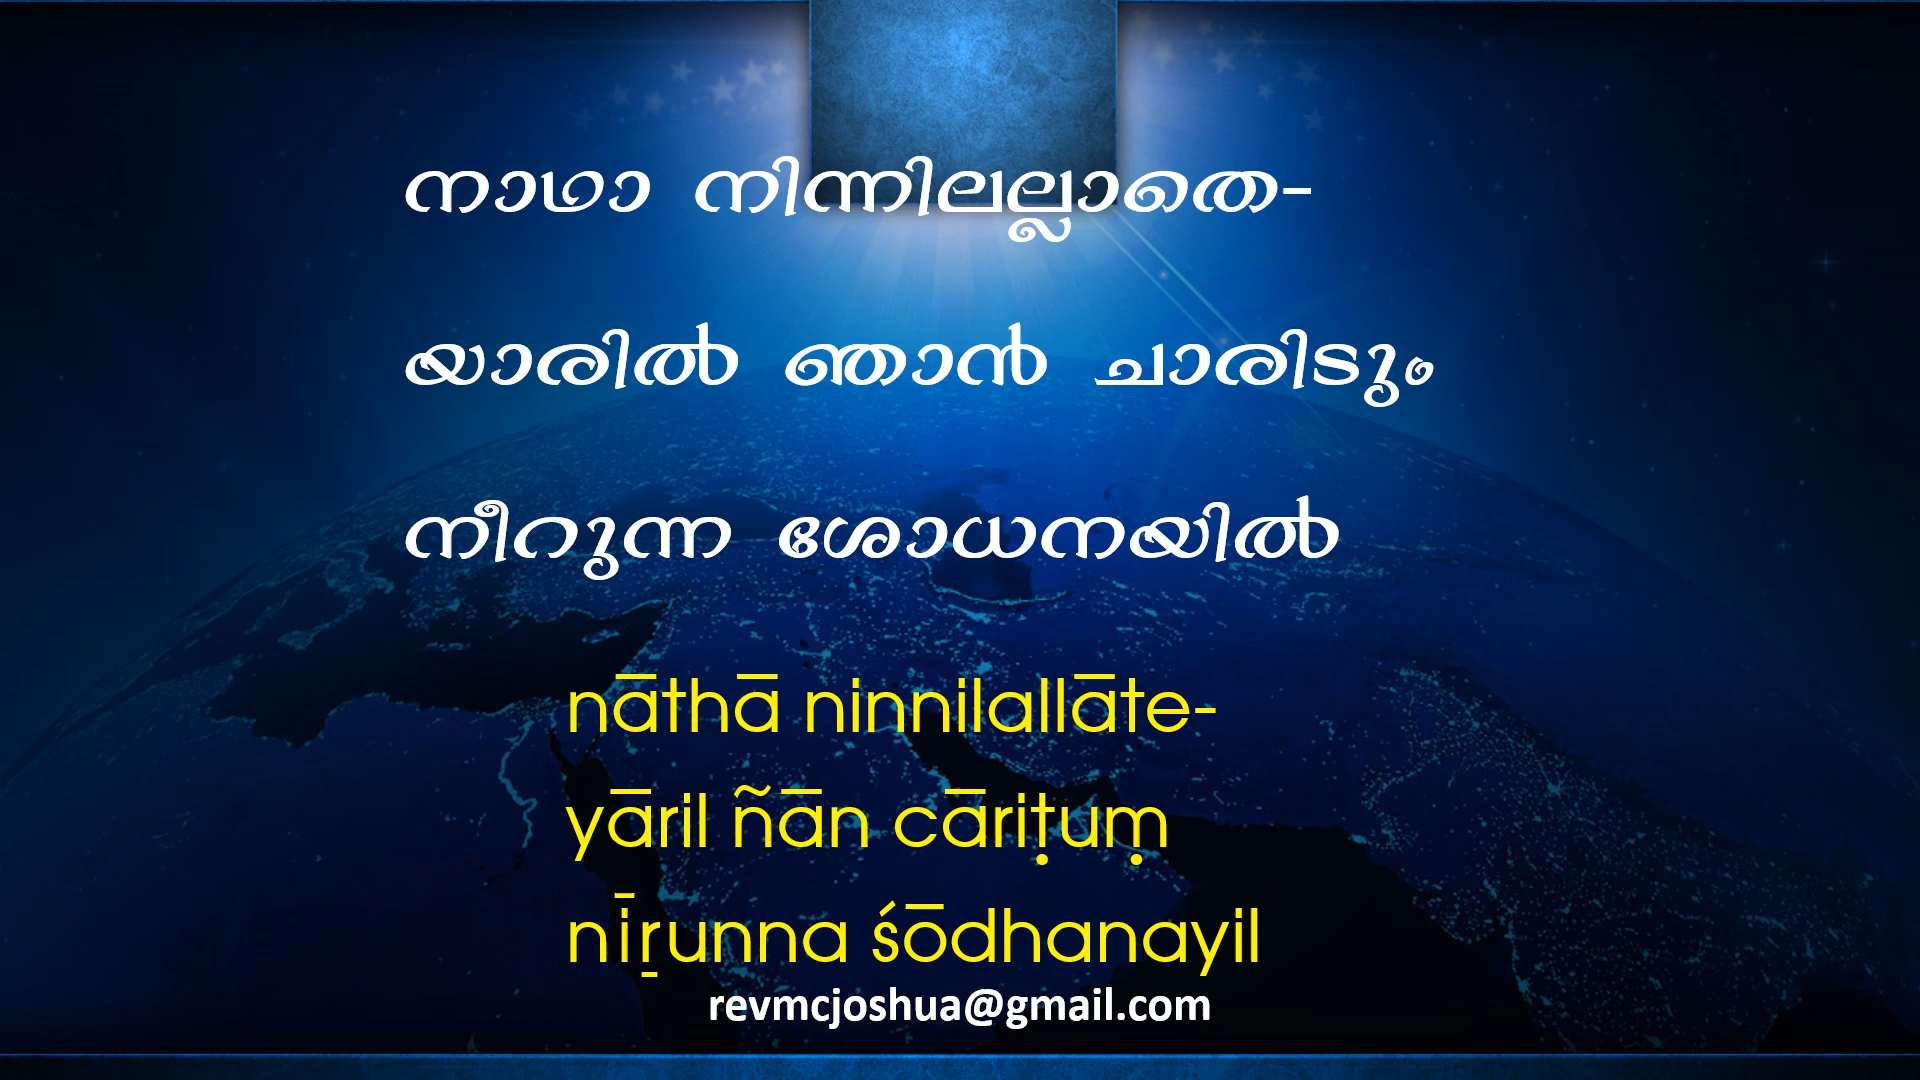 നാഥാ നിന്നിലല്ലാതെ-
യാരിൽ ഞാൻ ചാരിടും
നീറുന്ന ശോധനയിൽ
nāthā ninnilallāte-
yāril ñān cāriṭuṃ
nīṟunna śōdhanayil
revmcjoshua@gmail.com